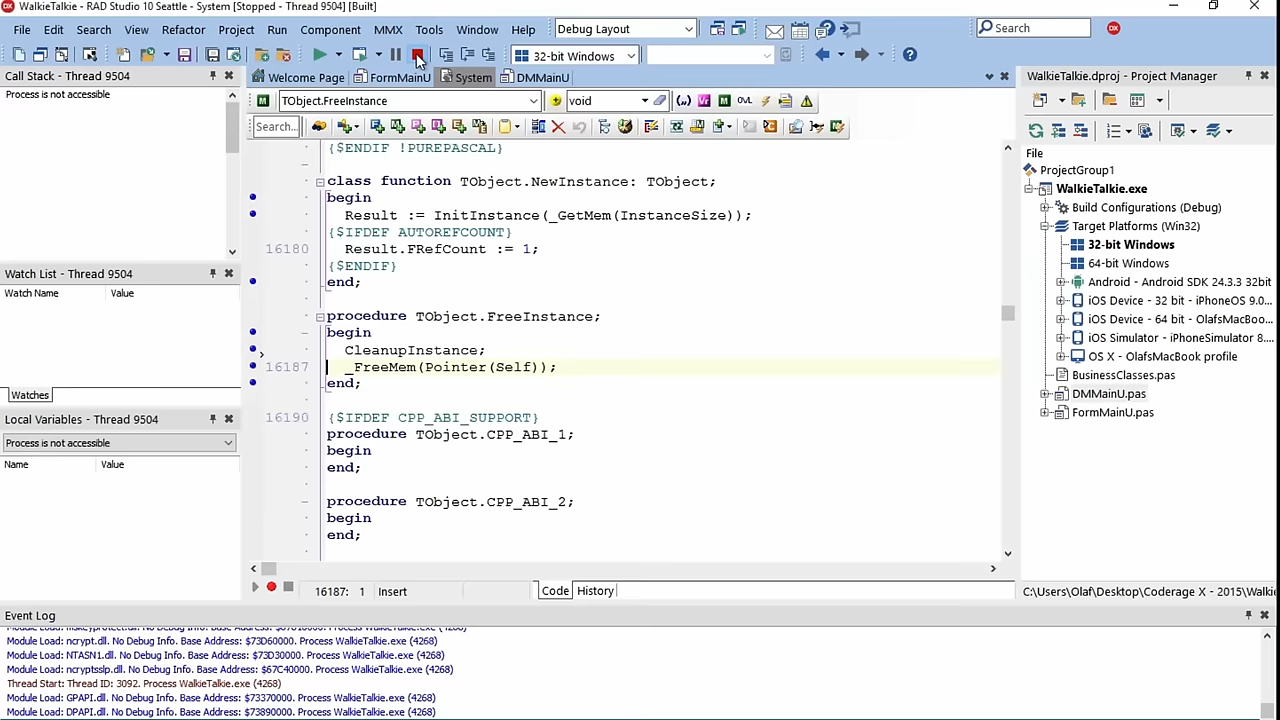 WalkieTalkie - RAD Studio 10 Seattle - System [Stopped - Thread 9504] [Built]
File Edit Search View Refactor Project Run Component MMX Tools Window Help Debug Layout Search
32-bit Windows
Call Stack - Thread 9504
Process is not accessible
Welcome Page FormMainU System DMMainU
TObject.FreeInstance void
Search...
{$ENDIF !PUREPASCAL}
class function TObject.NewInstance: TObject;
begin
Result := InitInstance(_GetMem(InstanceSize));
{$IFDEF AUTOREFCOUNT}
16180 Result.FRefCount := 1;
{$ENDIF}
end;
procedure TObject.FreeInstance;
begin
CleanupInstance;
16187 _FreeMem(Pointer(Self));
end;
16190 {$IFDEF CPP_ABI_SUPPORT}
procedure TObject.CPP_ABI_1;
begin
end;
procedure TObject.CPP_ABI_2;
begin
end;
16187: 1 Insert Code History
Watch List - Thread 9504
Watch Name Value
Watches
Local Variables - Thread 9504
Process is not accessible
Name Value
WalkieTalkie.dproj - Project Manager
File
ProjectGroup1
WalkieTalkie.exe
Build Configurations (Debug)
Target Platforms (Win32)
32-bit Windows
64-bit Windows
Android - Android SDK 24.3.3 32bit
iOS Device - 32 bit - iPhoneOS 9.0...
iOS Device - 64 bit - OlafsMacBoo...
iOS Simulator - iPhoneSimulator 8....
OS X - OlafsMacBook profile
BusinessClasses.pas
DMMainU.pas
FormMainU.pas
C:\Users\Olaf\Desktop\Coderage X - 2015\Walki
Event Log
Module Load: ncrypt.dll. No Debug Info. Base Address: $73D60000. Process WalkieTalkie.exe (4268)
Module Load: NTASN1.dll. No Debug Info. Base Address: $73D30000. Process WalkieTalkie.exe (4268)
Module Load: ncryptsslp.dll. No Debug Info. Base Address: $67C40000. Process WalkieTalkie.exe (4268)
Thread Start: Thread ID: 3092. Process WalkieTalkie.exe (4268)
Module Load: GPAPI.dll. No Debug Info. Base Address: $73370000. Process WalkieTalkie.exe (4268)
Module Load: DPAPI.dll. No Debug Info. Base Address: $73890000. Process WalkieTalkie.exe (4268)